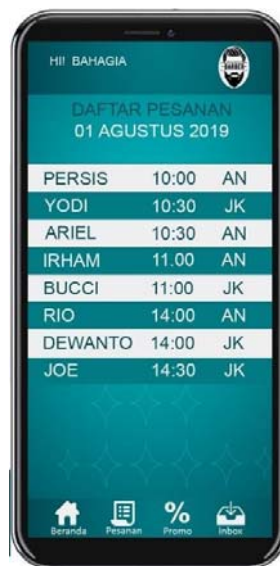 HI! BAHAGIA
BARBER
DAFTAR PESANAN
01 AGUSTUS 2019
PERSIS 10:00 AN
YODI 10:30 JK
ARIEL 10:30 AN
IRHAM 11.00 AN
BUCCI 11:00 JK
RIO 14:00 AN
DEWANTO 14:00 JK
JOE 14:30 JK
Beranda Pesanan Promo Inbox